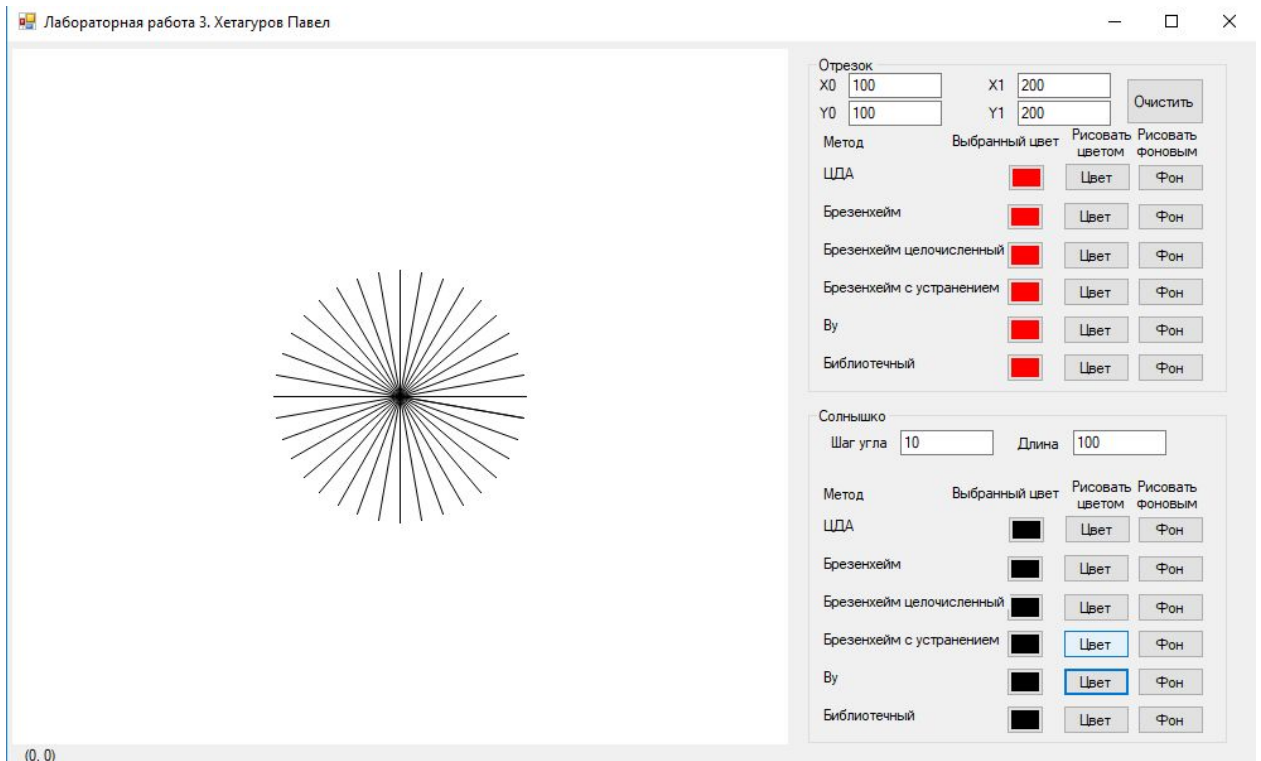 Лабораторная работа 3. Хетагуров Павел
Отрезок
X0 100 X1 200
Очистить
Y0 100 Y1 200
Метод Выбранный цвет Рисовать цветом Рисовать фоновым
ЦДА Цвет Фон
Брезенхейм Цвет Фон
Брезенхейм целочисленный Цвет Фон
Брезенхейм с устранением Цвет Фон
Ву Цвет Фон
Библиотечный Цвет Фон
Солнышко
Шаг угла 10 Длина 100
Метод Выбранный цвет Рисовать цветом Рисовать фоновым
ЦДА Цвет Фон
Брезенхейм Цвет Фон
Брезенхейм целочисленный Цвет Фон
Брезенхейм с устранением Цвет Фон
Ву Цвет Фон
Библиотечный Цвет Фон
(0, 0)